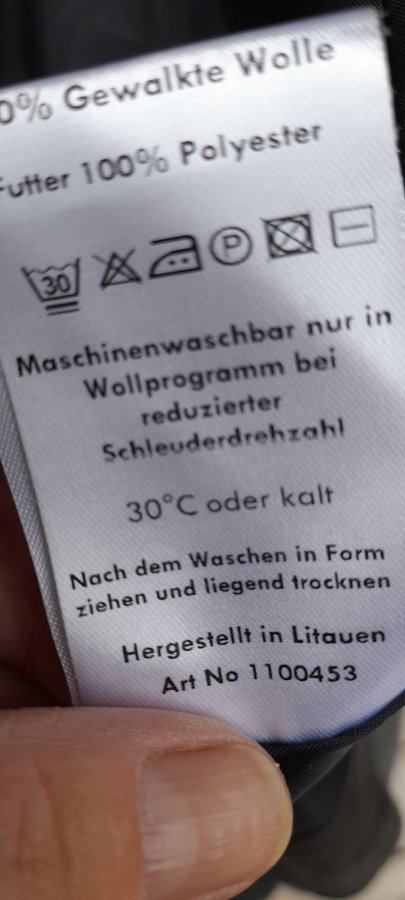 0% Gewalkte Wolle
Futter 100% Polyester
30 P
Maschinenwaschbar nur in
Wollprogramm bei
reduzierter
Schleuderdrehzahl
30°C oder kalt
Nach dem Waschen in Form
ziehen und liegend trocknen
Hergestellt in Litauen
Art No 1100453